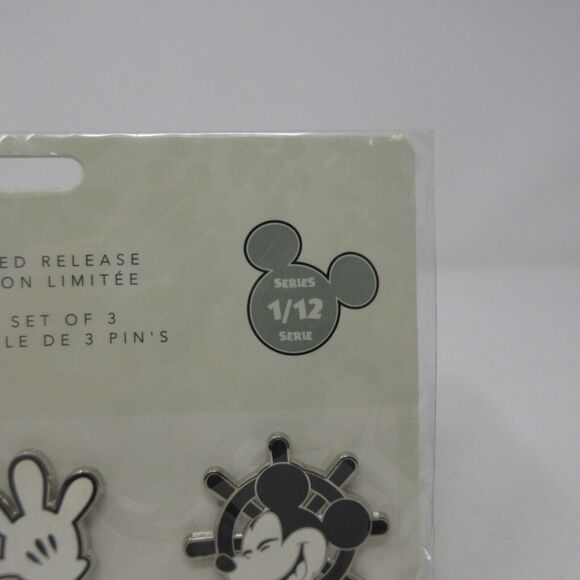 ED RELEASE
ON LIMITÉE
SET OF 3
LE DE 3 PIN'S
SERIES
1/12
SERIE